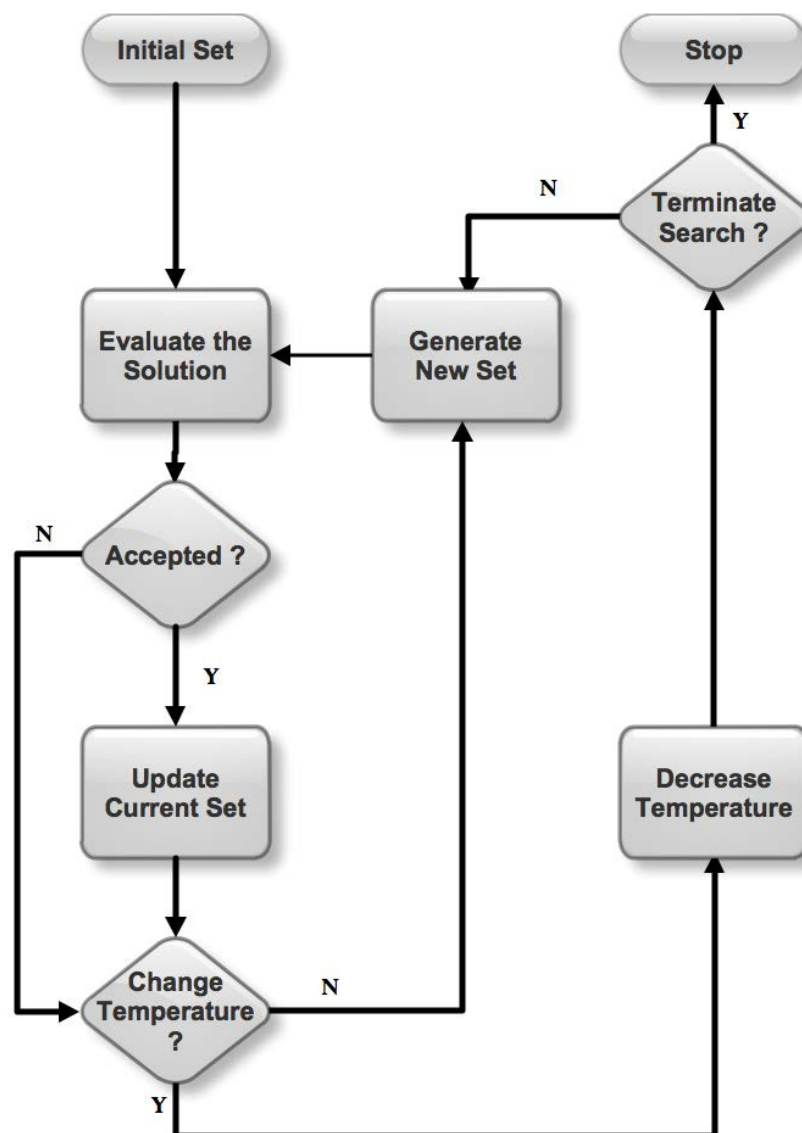 Initial Set
Stop
Y
Terminate
Search ?
N
Evaluate the
Solution
Generate
New Set
N
Accepted ?
Y
Update
Current Set
Decrease
Temperature
Change
Temperature
?
N
Y